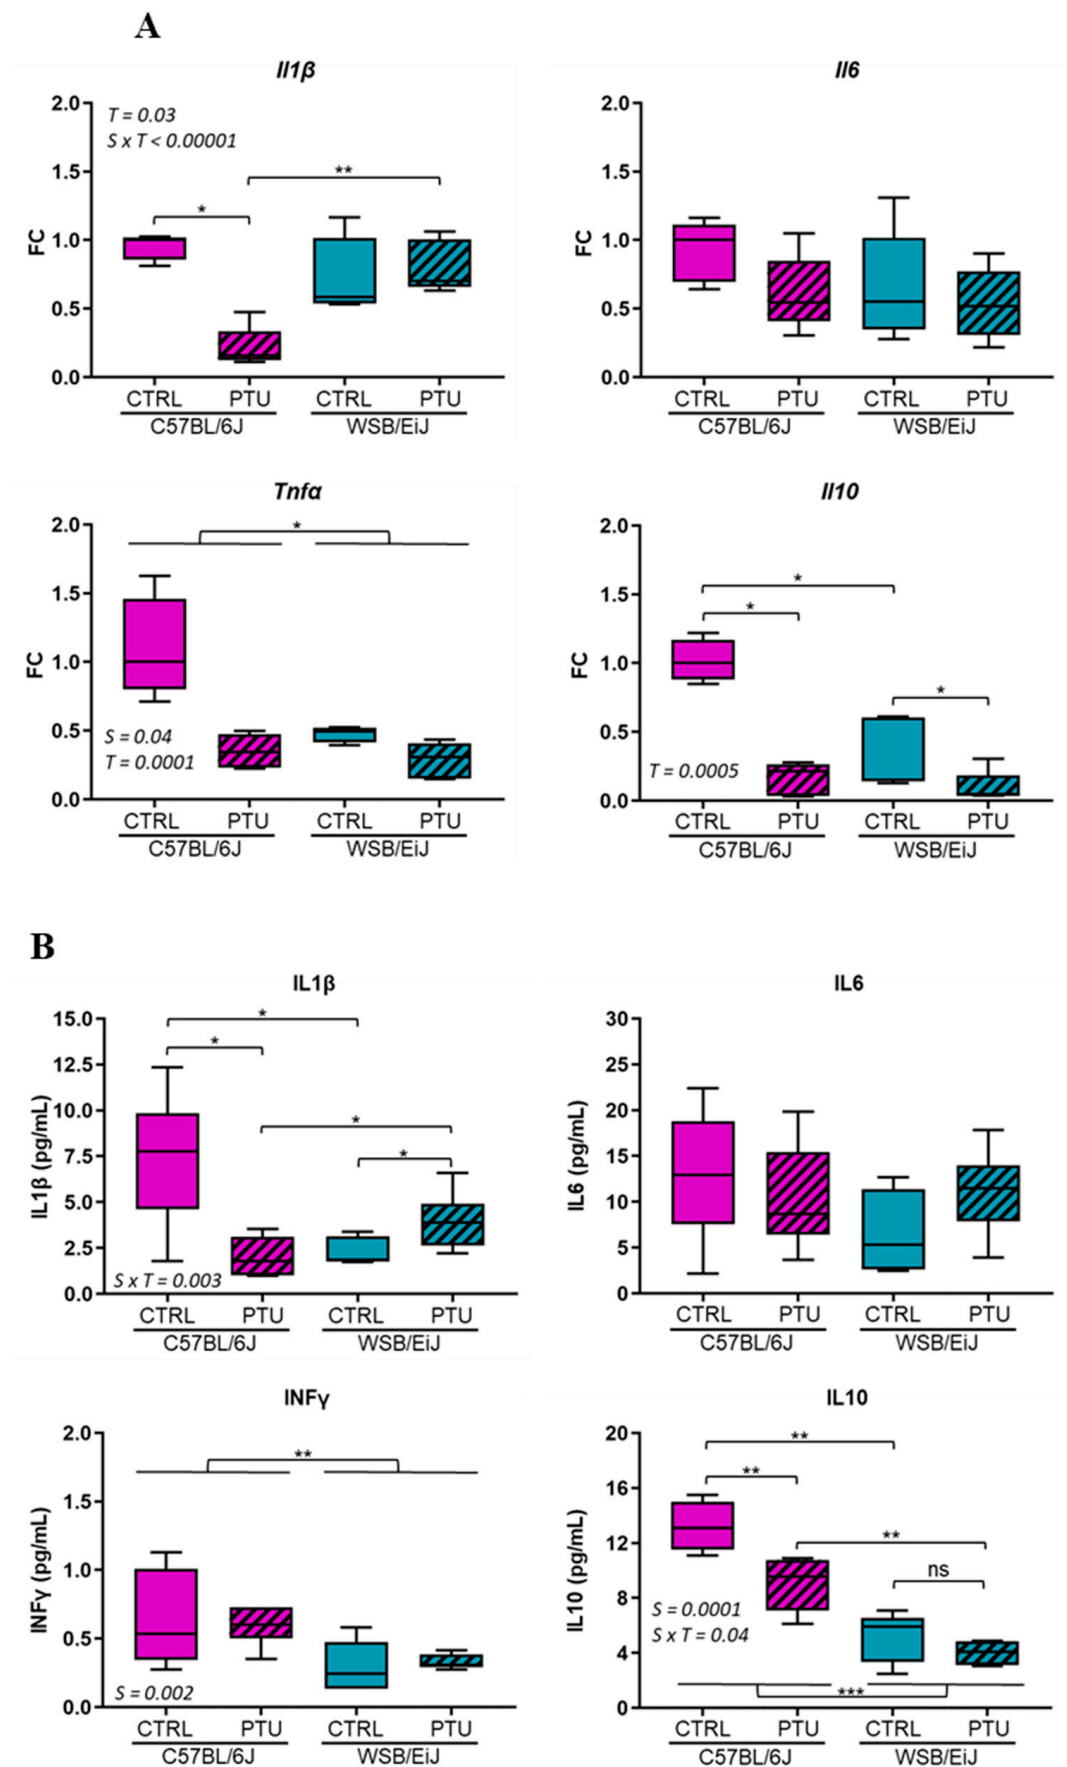 A
Il1β
2.0
1.5
1.0
0.5
0.0
FC
T = 0.03
S x T < 0.00001
*
**
CTRL PTU CTRL PTU
C57BL/6J WSB/EiJ
Il6
2.0
1.5
1.0
0.5
0.0
FC
CTRL PTU CTRL PTU
C57BL/6J WSB/EiJ
Tnfα
2.0
1.5
1.0
0.5
0.0
FC
*
S = 0.04
T = 0.0001
CTRL PTU CTRL PTU
C57BL/6J WSB/EiJ
Il10
2.0
1.5
1.0
0.5
0.0
FC
*
*
*
T = 0.0005
CTRL PTU CTRL PTU
C57BL/6J WSB/EiJ
B
IL1β
15.0
12.5
10.0
7.5
5.0
2.5
0.0
IL1β (pg/mL)
*
*
*
*
S x T = 0.003
CTRL PTU CTRL PTU
C57BL/6J WSB/EiJ
IL6
30
25
20
15
10
5
0
IL6 (pg/mL)
CTRL PTU CTRL PTU
C57BL/6J WSB/EiJ
INFγ
2.0
1.5
1.0
0.5
0.0
INFγ (pg/mL)
**
S = 0.002
CTRL PTU CTRL PTU
C57BL/6J WSB/EiJ
IL10
20
16
12
8
4
0
IL10 (pg/mL)
**
**
**
ns
S = 0.0001
S x T = 0.04
***
CTRL PTU CTRL PTU
C57BL/6J WSB/EiJ